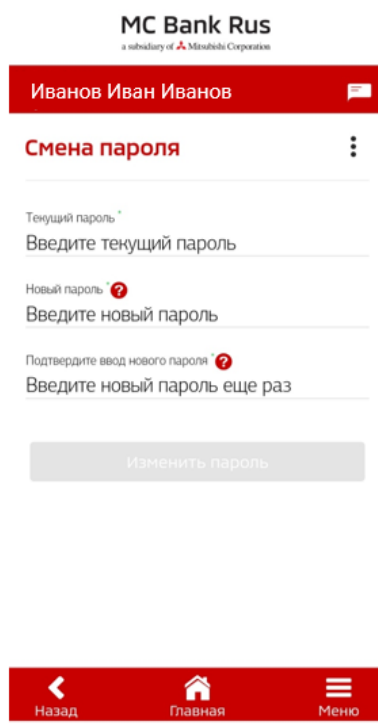 MC Bank Rus
a subsidiary of Mitsubishi Corporation
Иванов Иван Иванов
Смена пароля
Текущий пароль *
Введите текущий пароль
Новый пароль * ?
Введите новый пароль
Подтвердите ввод нового пароля * ?
Введите новый пароль еще раз
Изменить пароль
Назад Главная Меню